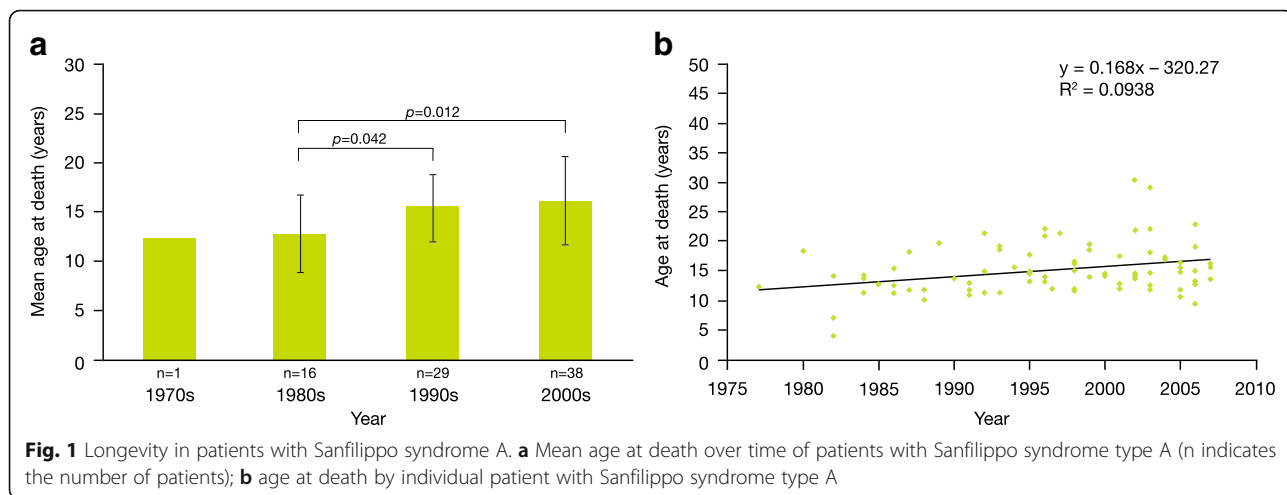 a
30
25
20
15
10
5
0
Mean age at death (years)
p=0.012
p=0.042
n=1 n=16 n=29 n=38
1970s 1980s 1990s 2000s
Year
b
50
45
40
35
30
25
20
15
10
5
0
Age at death (years)
y = 0.168x – 320.27
R² = 0.0938
1975 1980 1985 1990 1995 2000 2005 2010
Year
Fig. 1 Longevity in patients with Sanfilippo syndrome A. a Mean age at death over time of patients with Sanfilippo syndrome type A (n indicates
the number of patients); b age at death by individual patient with Sanfilippo syndrome type A